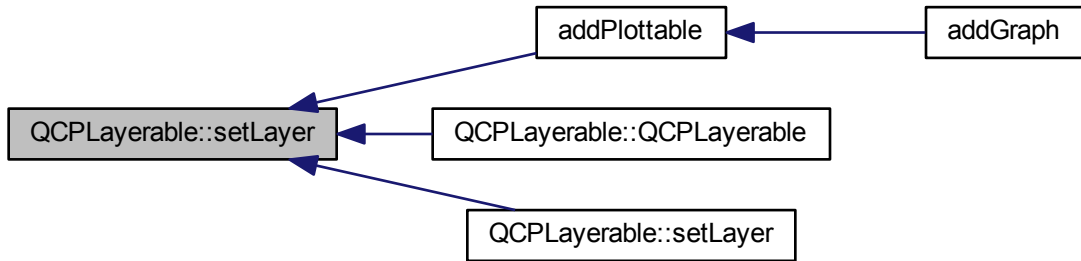 addPlottable
addGraph
QCPLayerable::setLayer
QCPLayerable::QCPLayerable
QCPLayerable::setLayer